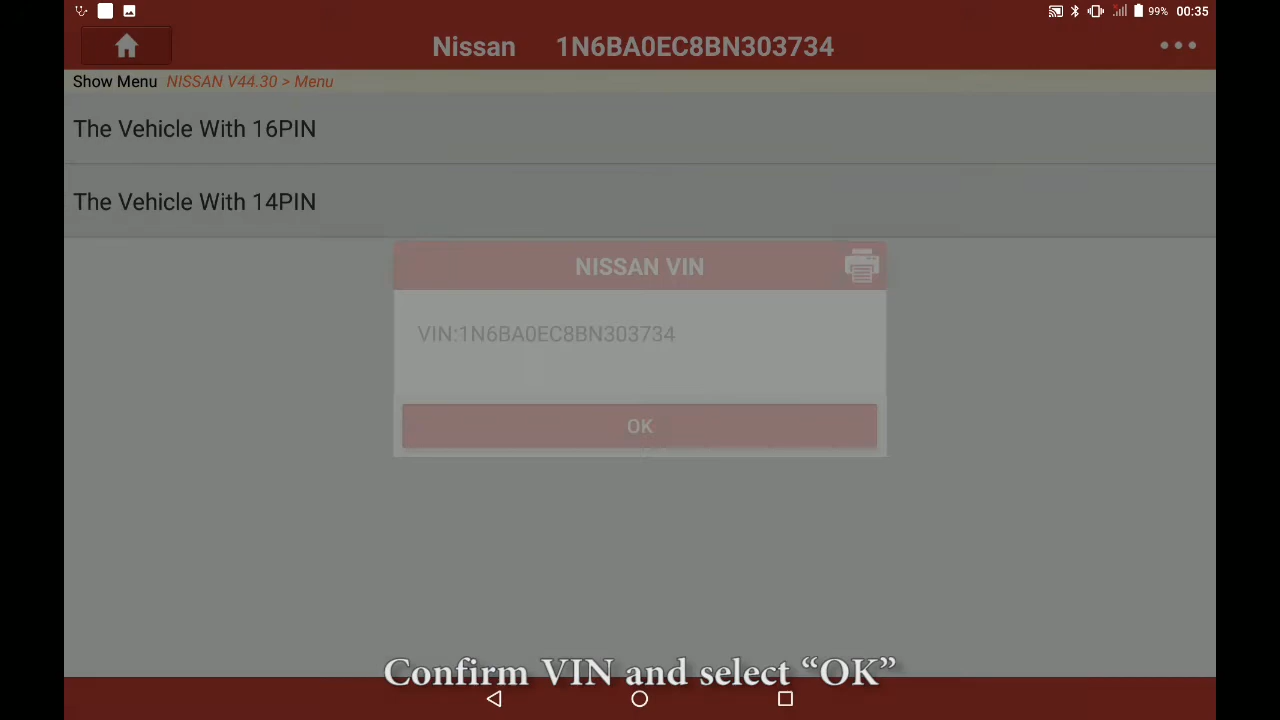 99% 00:35
Nissan 1N6BA0EC8BN303734
Show Menu NISSAN V44.30 > Menu
The Vehicle With 16PIN
The Vehicle With 14PIN
NISSAN VIN
VIN:1N6BA0EC8BN303734
OK
Confirm VIN and select “OK”